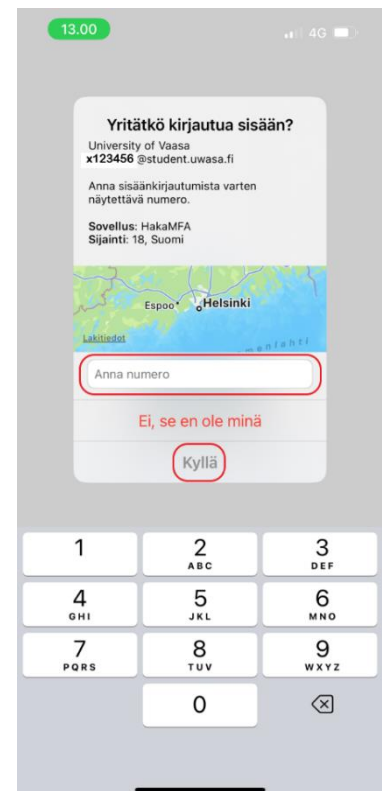 13.00 4G
Yritätkö kirjautua sisään?
University of Vaasa
x123456 @student.uwasa.fi
Anna sisäänkirjautumista varten
näytettävä numero.
Sovellus: HakaMFA
Sijainti: 18, Suomi
Espoo Helsinki
Lakitiedot
nlahti
Anna numero
Ei, se en ole minä
Kyllä
1 2 3
ABC DEF
4 5 6
GHI JKL MNO
7 8 9
PQRS TUV WXYZ
0